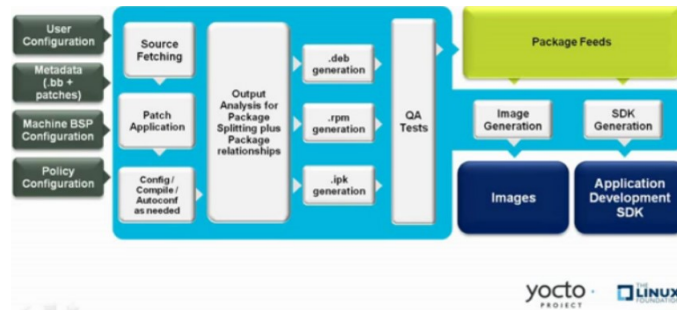 User
Configuration
Metadata
(.bb +
patches)
Machine BSP
Configuration
Policy
Configuration
Source
Fetching
Patch
Application
Config /
Compile /
Autoconf
as needed
Output
Analysis for
Package
Splitting plus
Package
relationships
.deb
generation
.rpm
generation
.ipk
generation
QA
Tests
Package Feeds
Image
Generation
SDK
Generation
Images
Application
Development
SDK
yocto
PROJECT
THE
LINUX
FOUNDATION